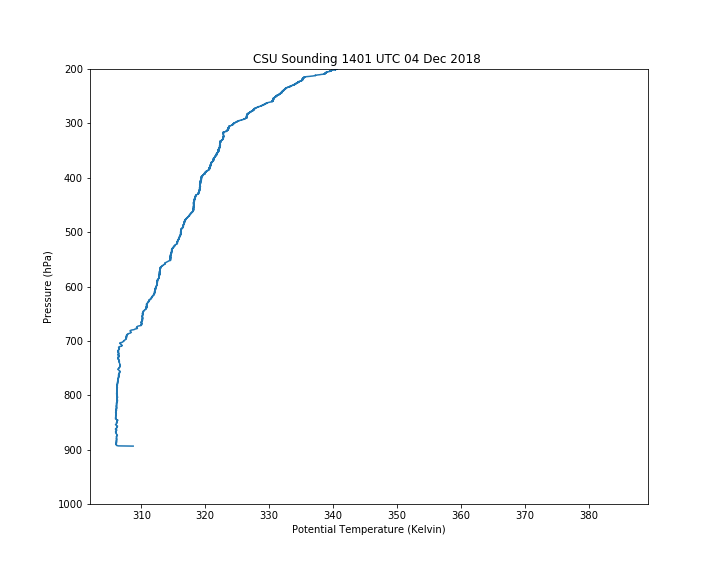 CSU Sounding 1401 UTC 04 Dec 2018
200
300
400
500
600
700
800
900
1000
Pressure (hPa)
310 320 330 340 350 360 370 380
Potential Temperature (Kelvin)